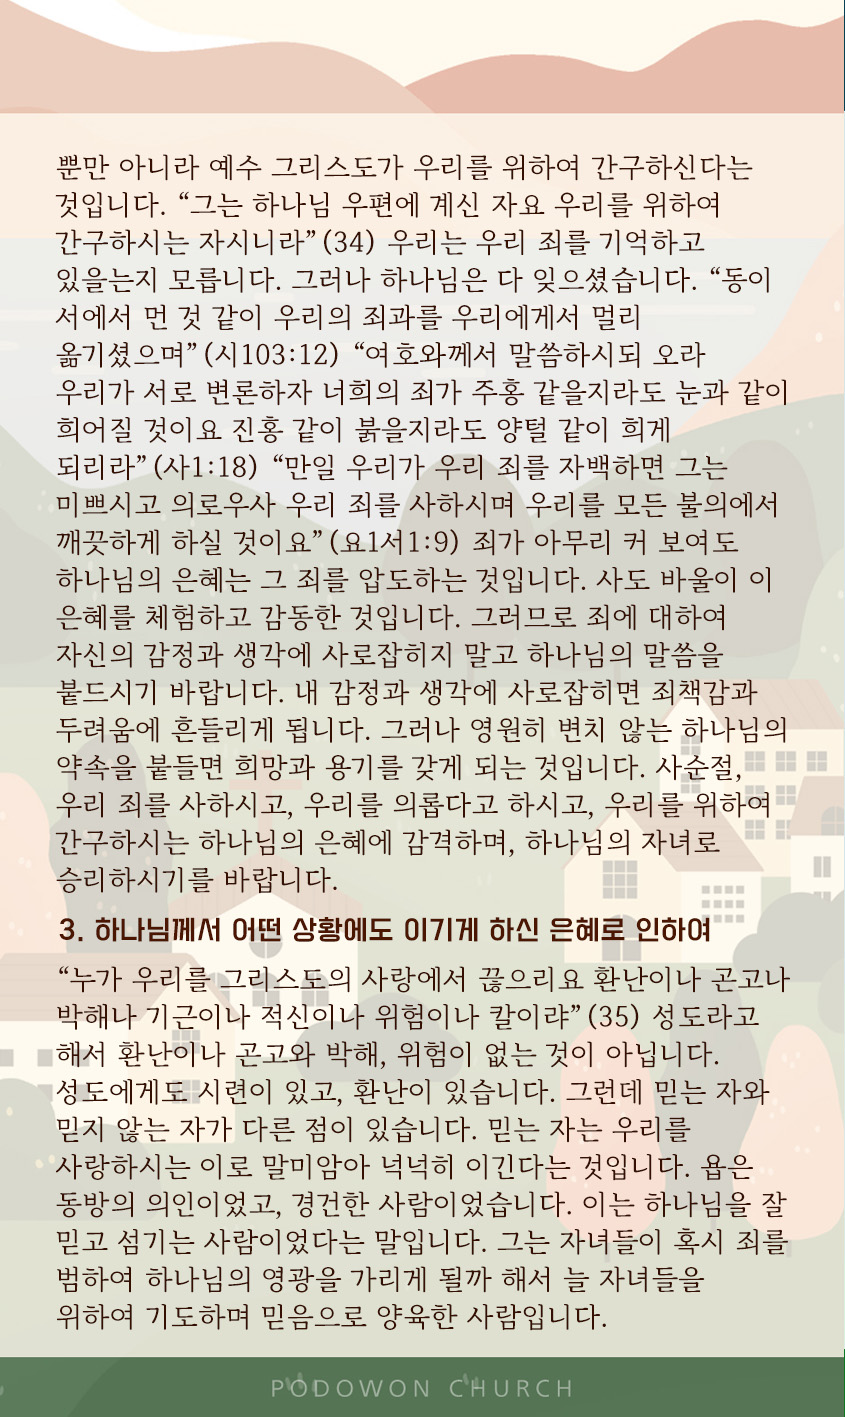 뿐만 아니라 예수 그리스도가 우리를 위하여 간구하신다는
것입니다. “그는 하나님 우편에 계신 자요 우리를 위하여
간구하시는 자시니라”(34) 우리는 우리 죄를 기억하고
있을는지 모릅니다. 그러나 하나님은 다 잊으셨습니다. “동이
서에서 먼 것 같이 우리의 죄과를 우리에게서 멀리
옮기셨으며”(시103:12) “여호와께서 말씀하시되 오라
우리가 서로 변론하자 너희의 죄가 주홍 같을지라도 눈과 같이
희어질 것이요 진홍 같이 붉을지라도 양털 같이 희게
되리라”(사1:18) “만일 우리가 우리 죄를 자백하면 그는
미쁘시고 의로우사 우리 죄를 사하시며 우리를 모든 불의에서
깨끗하게 하실 것이요”(요1서1:9) 죄가 아무리 커 보여도
하나님의 은혜는 그 죄를 압도하는 것입니다. 사도 바울이 이
은혜를 체험하고 감동한 것입니다. 그러므로 죄에 대하여
자신의 감정과 생각에 사로잡히지 말고 하나님의 말씀을
붙드시기 바랍니다. 내 감정과 생각에 사로잡히면 죄책감과
두려움에 흔들리게 됩니다. 그러나 영원히 변치 않는 하나님의
약속을 붙들면 희망과 용기를 갖게 되는 것입니다. 사순절,
우리 죄를 사하시고, 우리를 의롭다고 하시고, 우리를 위하여
간구하시는 하나님의 은혜에 감격하며, 하나님의 자녀로
승리하시기를 바랍니다.
3. 하나님께서 어떤 상황에도 이기게 하신 은혜로 인하여
“누가 우리를 그리스도의 사랑에서 끊으리요 환난이나 곤고나
박해나 기근이나 적신이나 위험이나 칼이랴”(35) 성도라고
해서 환난이나 곤고와 박해, 위험이 없는 것이 아닙니다.
성도에게도 시련이 있고, 환난이 있습니다. 그런데 믿는 자와
믿지 않는 자가 다른 점이 있습니다. 믿는 자는 우리를
사랑하시는 이로 말미암아 넉넉히 이긴다는 것입니다. 욥은
동방의 의인이었고, 경건한 사람이었습니다. 이는 하나님을 잘
믿고 섬기는 사람이었다는 말입니다. 그는 자녀들이 혹시 죄를
범하여 하나님의 영광을 가리게 될까 해서 늘 자녀들을
위하여 기도하며 믿음으로 양육한 사람입니다.
PODOWON CHURCH